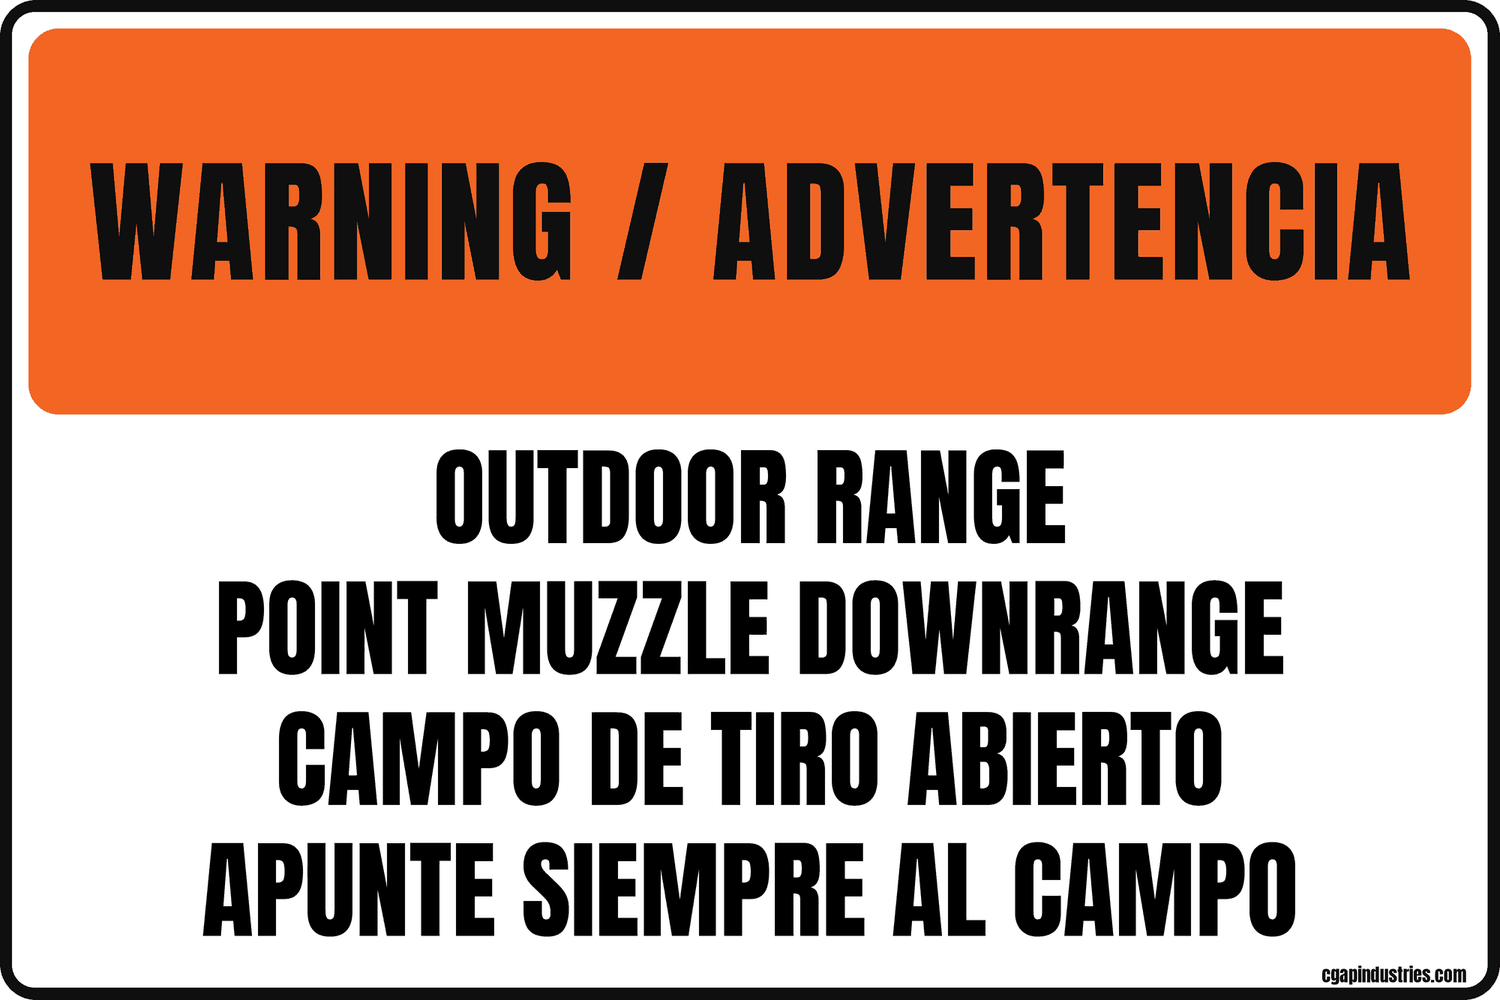 WARNING / ADVERTENCIA
OUTDOOR RANGE
POINT MUZZLE DOWNRANGE
CAMPO DE TIRO ABIERTO
APUNTE SIEMPRE AL CAMPO
cgapindustries.com